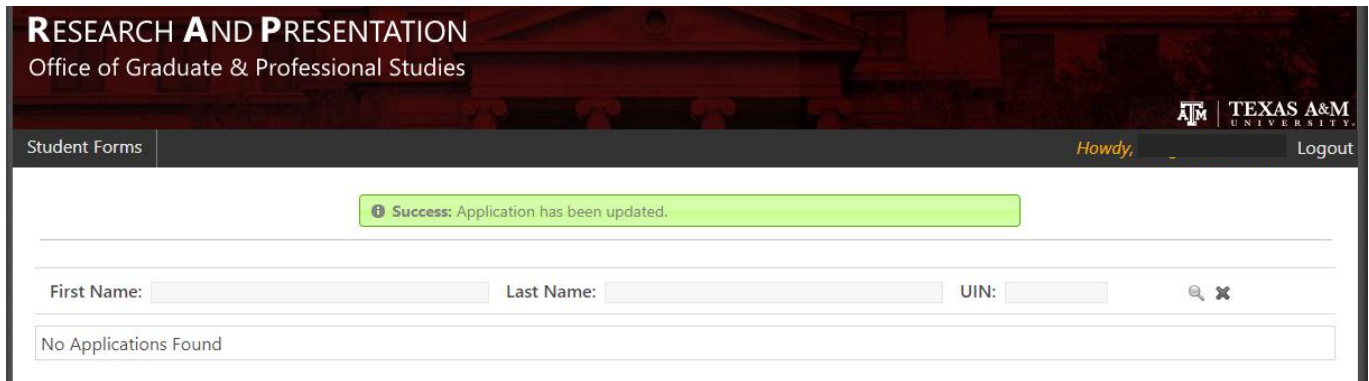 RESEARCH AND PRESENTATION
Office of Graduate & Professional Studies
ĀM | TEXAS A&M
UNIVERSITY.
Student Forms
Howdy,
Logout
Success: Application has been updated.
First Name:
Last Name:
UIN:
No Applications Found